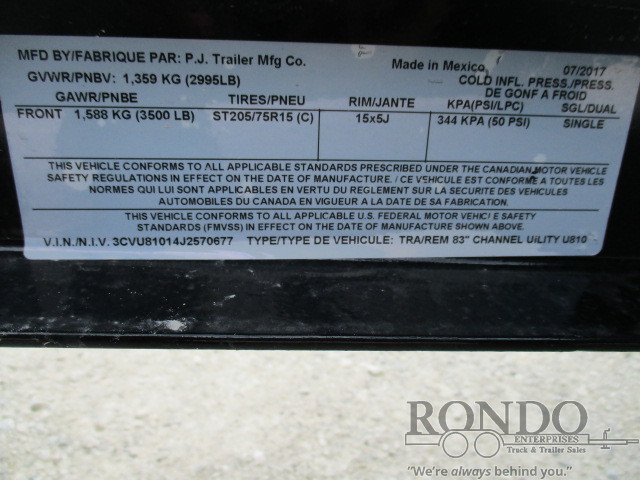 MFD BY/FABRIQUE PAR: P.J. Trailer Mfg Co. Made in Mexico 07/2017
GVWR/PNBV: 1,359 KG (2995LB) COLD INFL. PRESS./PRESS.
DE GONF A FROID
GAWR/PNBE TIRES/PNEU RIM/JANTE KPA(PSI/LPC) SGL/DUAL
FRONT 1,588 KG (3500 LB) ST205/75R15 (C) 15x5J 344 KPA (50 PSI) SINGLE
THIS VEHICLE CONFORMS TO ALL APPLICABLE STANDARDS PRESCRIBED UNDER THE CANADIAN MOTOR VEHICLE
SAFETY REGULATIONS IN EFFECT ON THE DATE OF MANUFACTURE. / CE VEHICULE EST CONFORME A TOUTES LES
NORMES QUI LUI SONT APPLICABLES EN VERTU DU REGLEMENT SUR LA SECURITE DES VEHICULES
AUTOMOBILES DU CANADA EN VIGUEUR A LA DATE DE SA FABRICATION.
THIS VEHICLE CONFORMS TO ALL APPLICABLE U.S. FEDERAL MOTOR VEHICLE SAFETY
STANDARDS (FMVSS) IN EFFECT ON THE DATE OF MANUFACTURE SHOWN ABOVE.
V.I.N./N.I.V. 3CVU81014J2570677 TYPE/TYPE DE VEHICULE: TRA/REM 83" CHANNEL UTILITY U810
RONDO
ENTERPRISES
Truck & Trailer Sales
"We're always behind you."